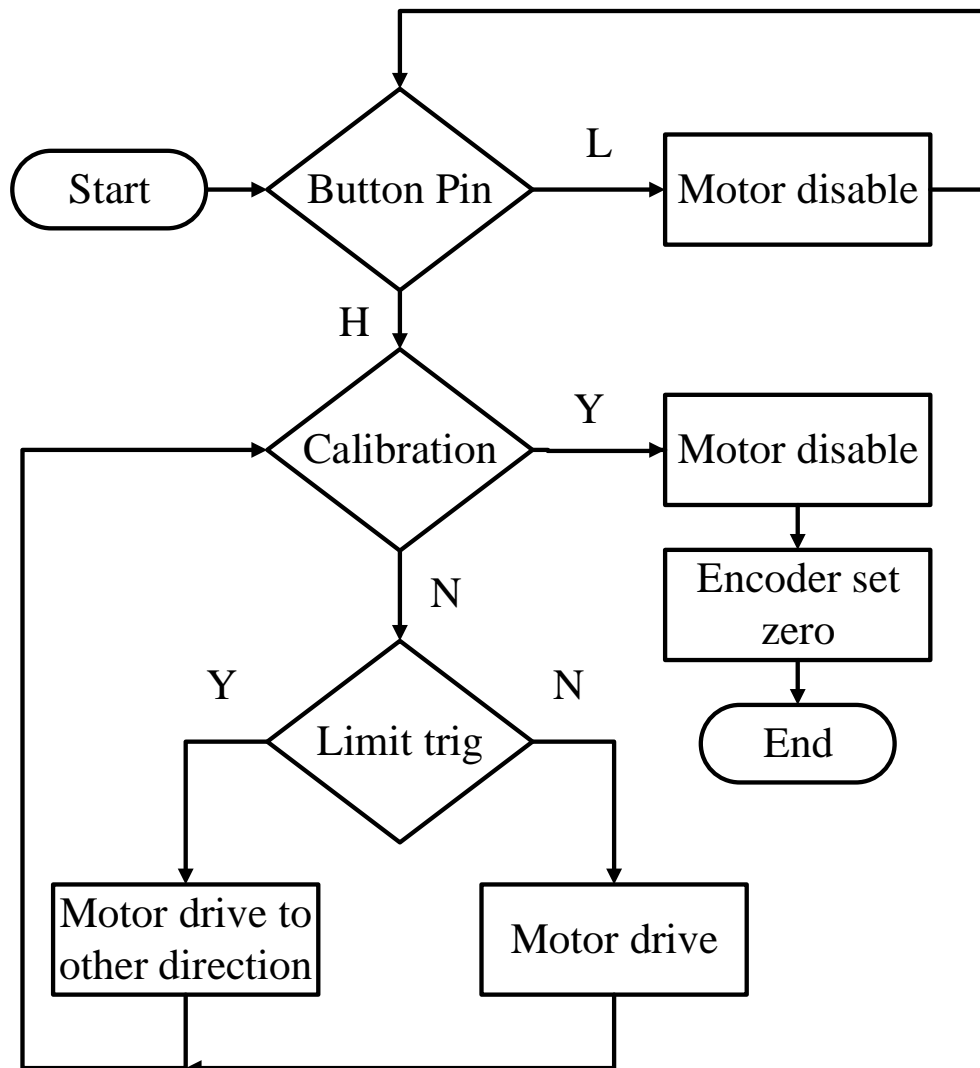 Start
Button Pin
L
Motor disable
H
Calibration
Y
Motor disable
N
Encoder set
zero
Y
N
Limit trig
End
Motor drive to
other direction
Motor drive